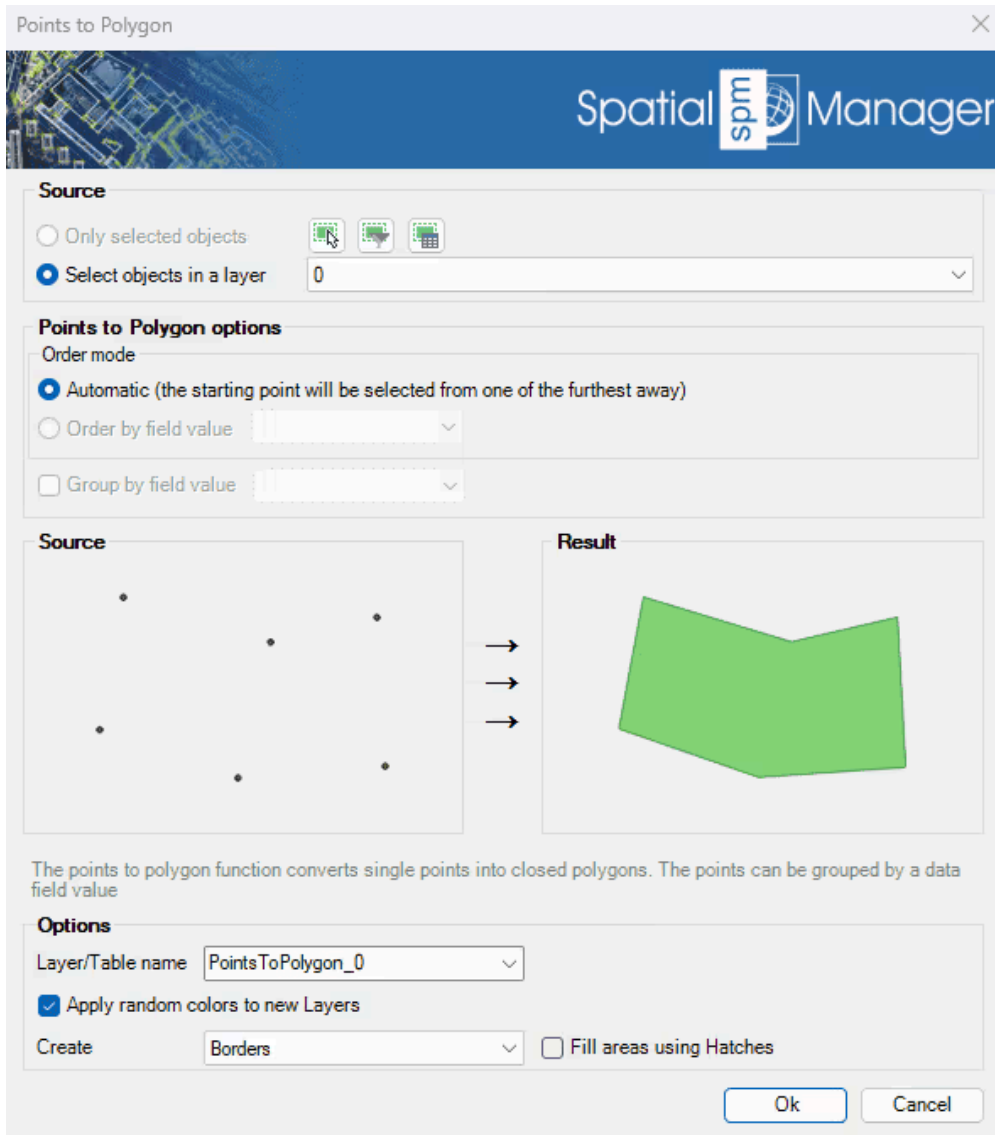 Points to Polygon
Spatial spm Manager
Source
Only selected objects
Select objects in a layer 0
Points to Polygon options
Order mode
Automatic (the starting point will be selected from one of the furthest away)
Order by field value
Group by field value
Source
Result
The points to polygon function converts single points into closed polygons. The points can be grouped by a data
field value
Options
Layer/Table name PointsToPolygon_0
Apply random colors to new Layers
Create Borders Fill areas using Hatches
Ok Cancel